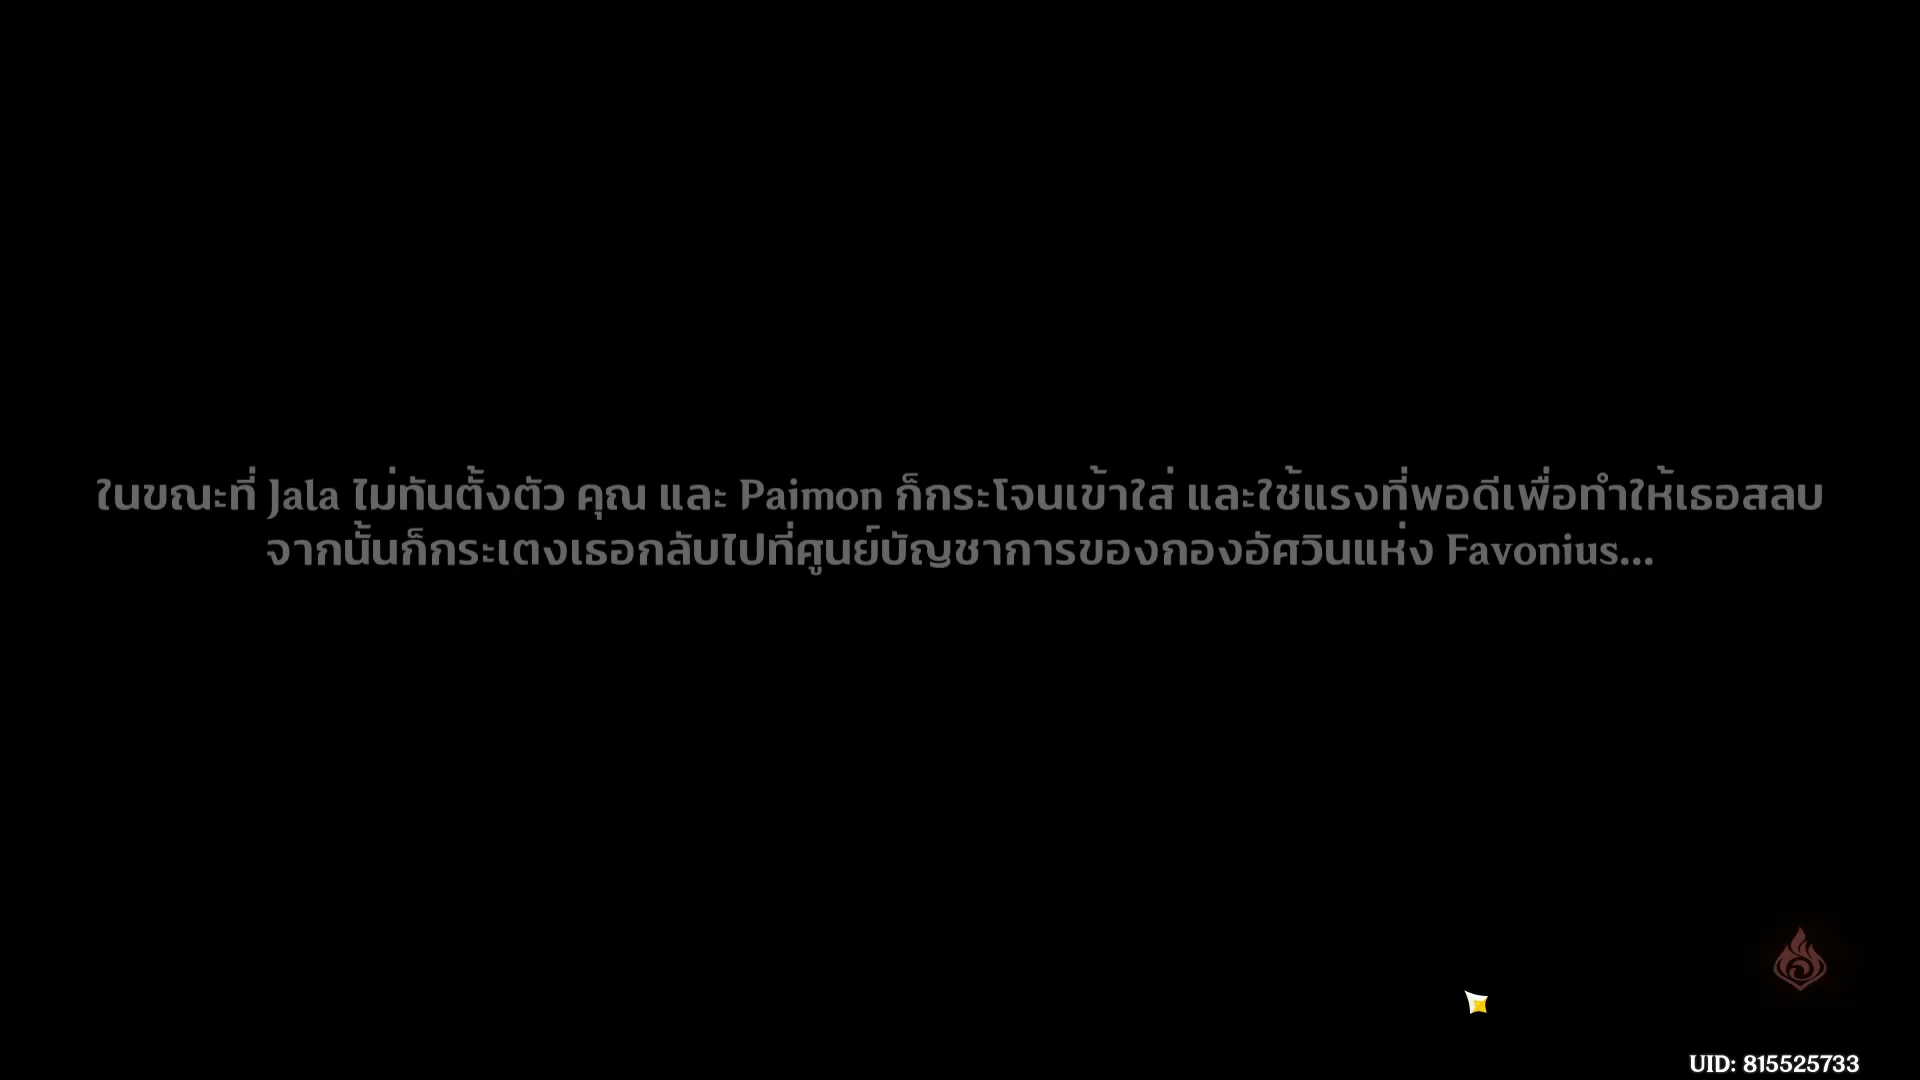 ในขณะที่ Jala ไม่ทันตั้งตัว คุณ และ Paimon ก็กระโจนเข้าใส่ และใช้แรงที่พอดีเพื่อทำให้เธอสลบ
จากนั้นก็กระเตงเธอกลับไปที่ศูนย์บัญชาการของกองอัศวินแห่ง Favonius...
UID: 815525733